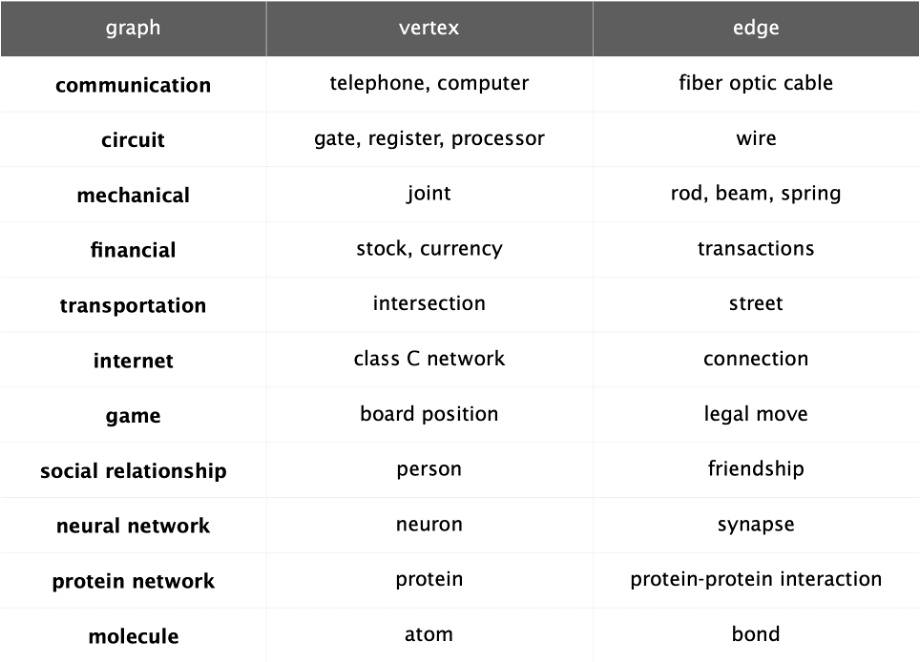 graph vertex edge
communication telephone, computer fiber optic cable
circuit gate, register, processor wire
mechanical joint rod, beam, spring
financial stock, currency transactions
transportation intersection street
internet class C network connection
game board position legal move
social relationship person friendship
neural network neuron synapse
protein network protein protein-protein interaction
molecule atom bond